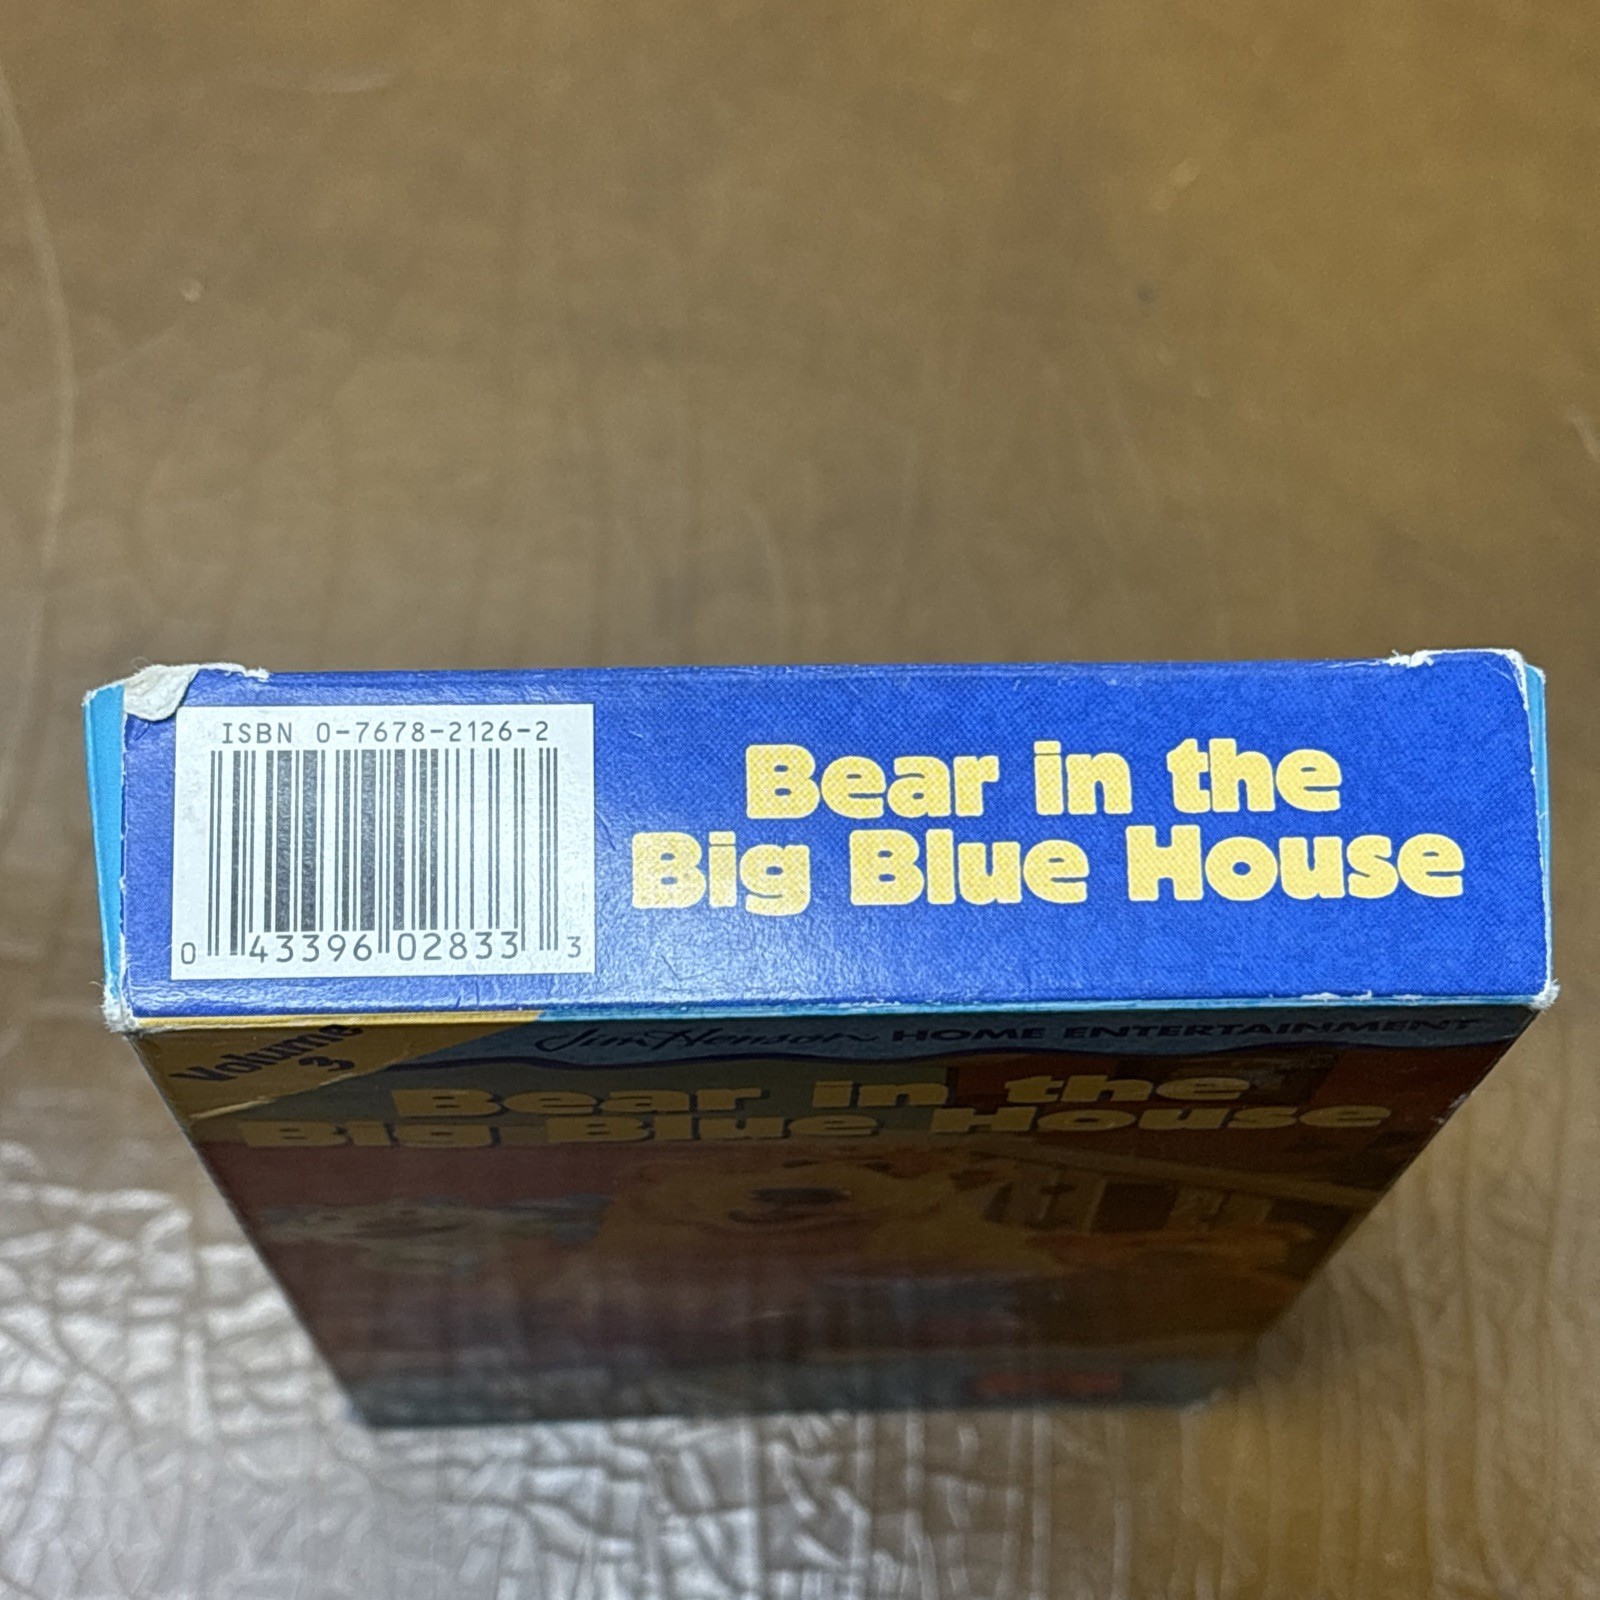 ISBN 0-7678-2126-2
0 43396 02833 3
Bear in the
Big Blue House
Volume
3
Jim Henson HOME ENTERTAINMENT
Bear in the
Big Blue House